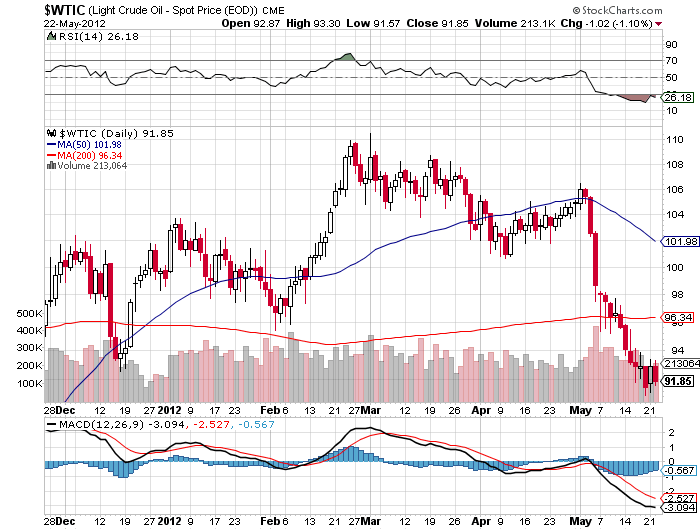 $WTIC (Light Crude Oil - Spot Price (EOD)) CME
© StockCharts.com
22-May-2012
Open 92.87 High 93.30 Low 91.57 Close 91.85 Volume 213.1K Chg -1.02 (-1.10%)
RSI(14) 26.18
90
70
50
26.18
10
$WTIC (Daily) 91.85
MA(50) 101.98
MA(200) 96.34
Volume 213,064
110
108
106
104
101.98
100
98
96.34
94
213064
91.85
500K
400K
300K
200K
100K
28 Dec 12 19 27 2012 9 17 23 Feb 6 13 21 27 Mar 12 19 26 Apr 9 16 23 May 7 14 21
MACD(12,26,9) -3.094, -2.527, -0.567
2
1
0
-0.567
-2
-2.527
-3.094
28 Dec 12 19 27 2012 9 17 23 Feb 6 13 21 27 Mar 12 19 26 Apr 9 16 23 May 7 14 21